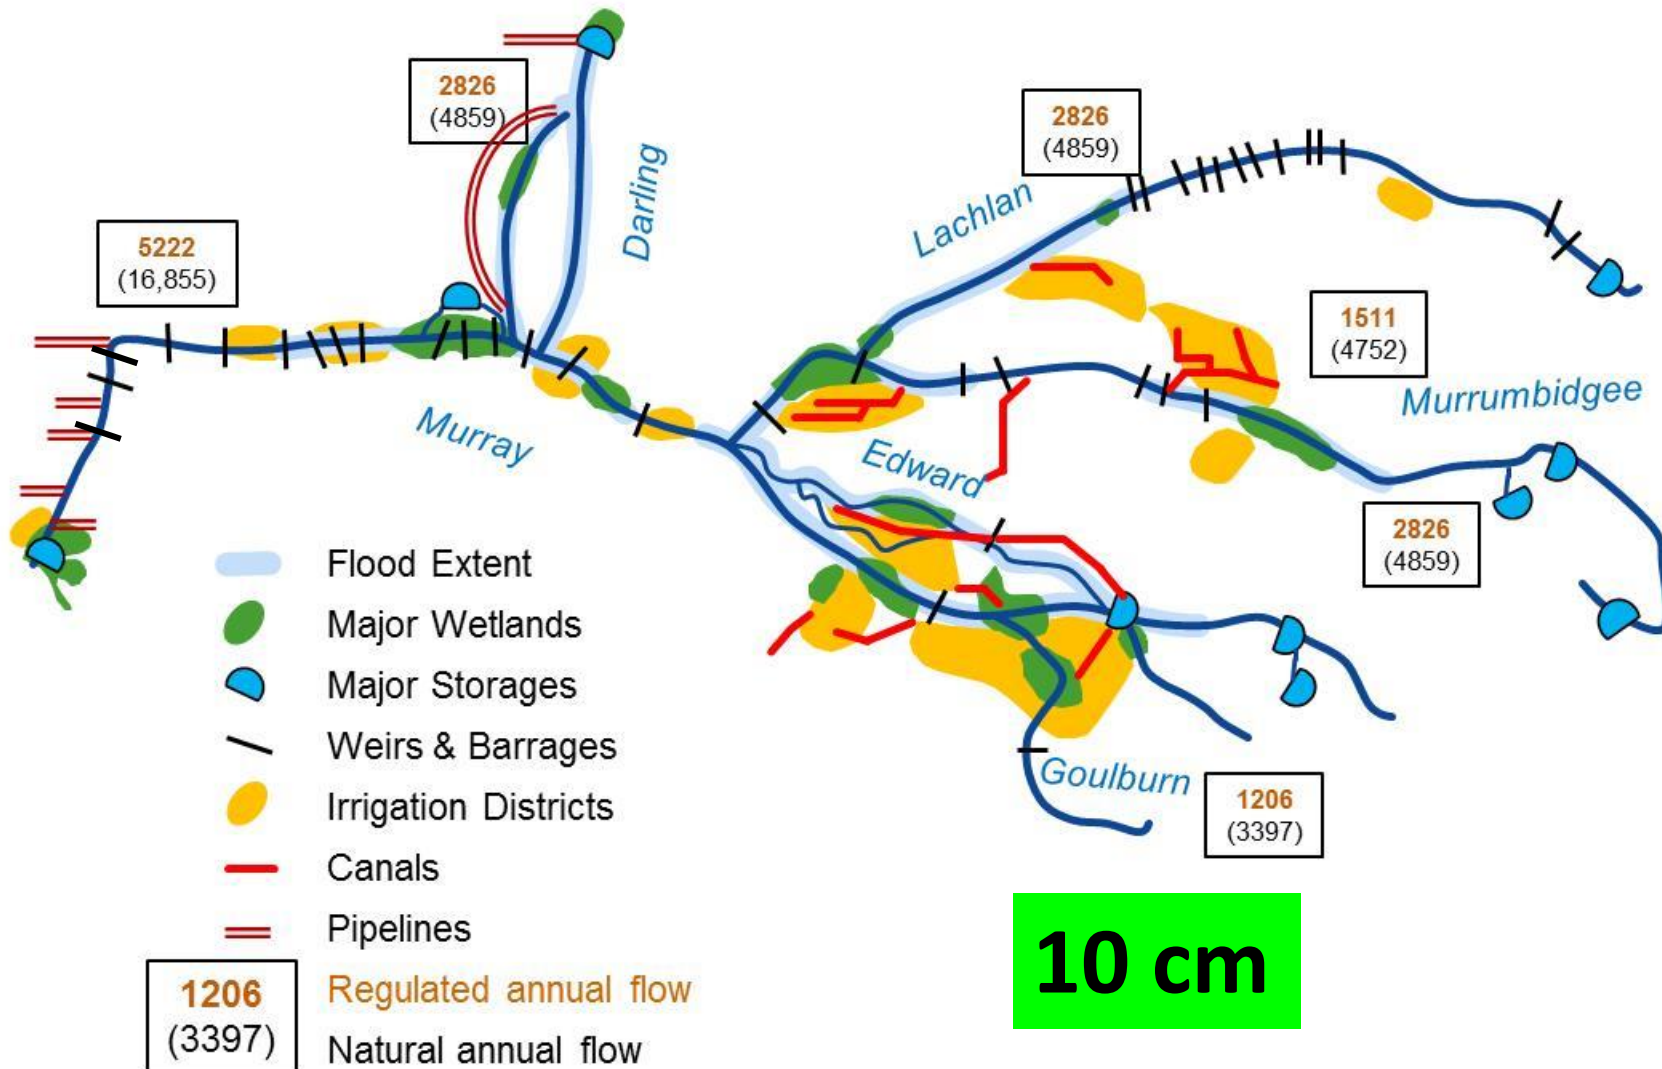 2826
(4859)
Darling
2826
(4859)
Lachlan
5222
(16,855)
1511
(4752)
Murrumbidgee
Murray
Edward
2826
(4859)
Goulburn
1206
(3397)
Flood Extent
Major Wetlands
Major Storages
Weirs & Barrages
Irrigation Districts
Canals
Pipelines
1206
(3397)
Regulated annual flow
Natural annual flow
10 cm